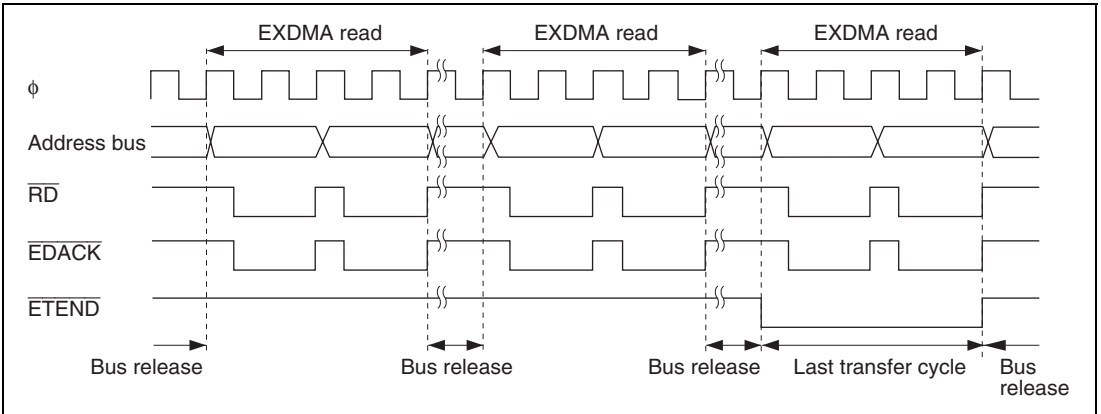 EXDMA read EXDMA read EXDMA read
φ
Address bus
RD
EDACK
ETEND
Bus release Bus release Bus release Last transfer cycle Bus
release